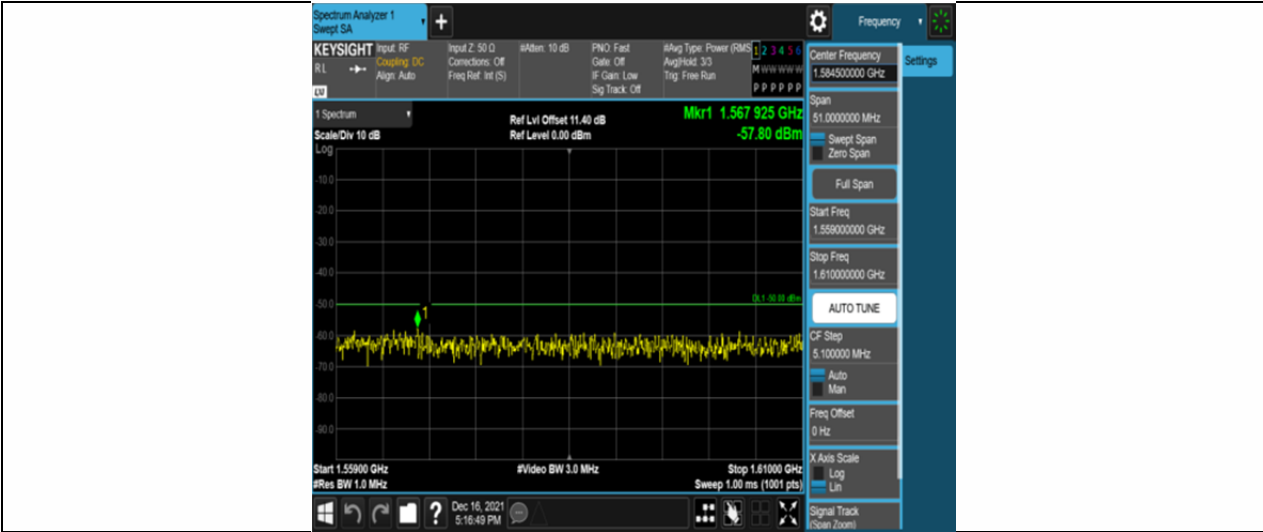 Spectrum Analyzer 1
Swept SA
+
Frequency
KEYSIGHT
Input: RF
Coupling: DC
Align: Auto
RL
LV
Input Z: 50 Ω
Corrections: Off
Freq Ref: Int (S)
#Atten: 10 dB
PNO: Fast
Gate: Off
IF Gain: Low
Sig Track: Off
#Avg Type: Power (RMS
Avg|Hold: 3/3
Trig: Free Run
1 2 3 4 5 6
M W W W W W
P P P P P P
Center Frequency
1.584500000 GHz
Settings
Span
51.0000000 MHz
Swept Span
Zero Span
Full Span
Start Freq
1.559000000 GHz
Stop Freq
1.610000000 GHz
AUTO TUNE
CF Step
5.100000 MHz
Auto
Man
Freq Offset
0 Hz
X Axis Scale
Log
Lin
Signal Track
(Span Zoom)
1 Spectrum
Scale/Div 10 dB
Ref Lvl Offset 11.40 dB
Ref Level 0.00 dBm
Mkr1 1.567 925 GHz
-57.80 dBm
Log
-10.0
-20.0
-30.0
-40.0
-50.0
-60.0
-70.0
-80.0
-90.0
DL1 -50.00 dBm
1
Start 1.55900 GHz
#Res BW 1.0 MHz
#Video BW 3.0 MHz
Stop 1.61000 GHz
Sweep 1.00 ms (1001 pts)
?
Dec 16, 2021
5:16:49 PM